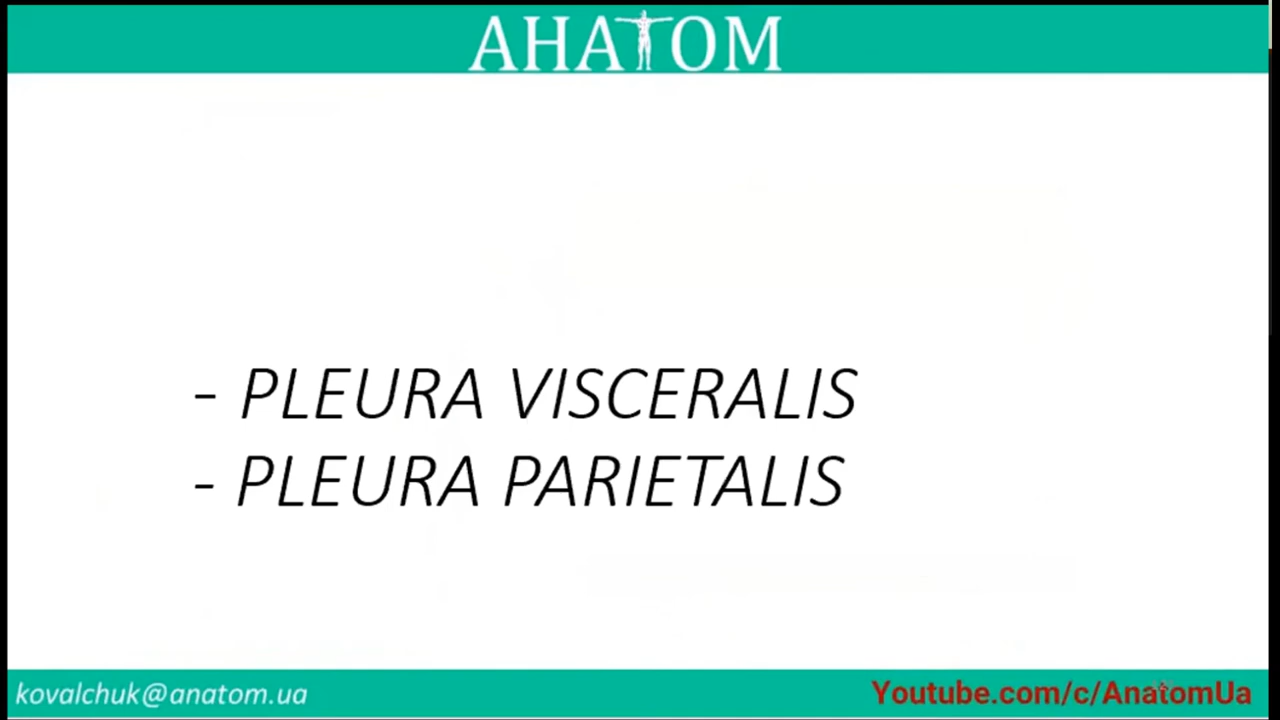 АНАТОМ
- PLEURA VISCERALIS
- PLEURA PARIETALIS
kovalchuk@anatom.ua
Youtube.com/c/AnatomUa